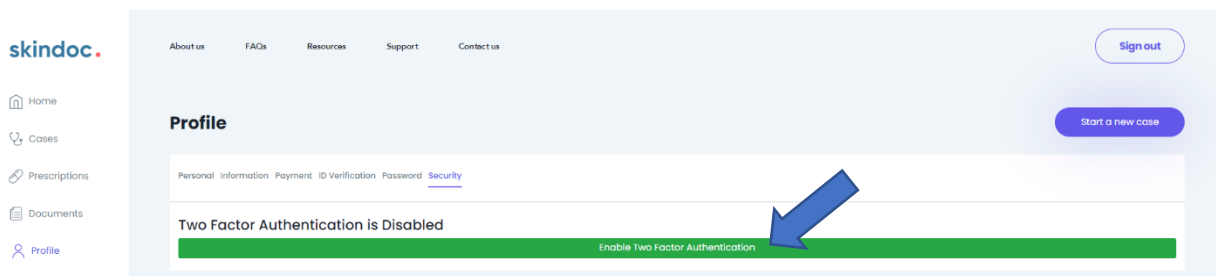 skindoc.
About us FAQs Resources Support Contact us
Sign out
Home
Cases
Prescriptions
Documents
Profile
Profile
Start a new case
Personal Information Payment ID Verification Password Security
Two Factor Authentication is Disabled
Enable Two Factor Authentication